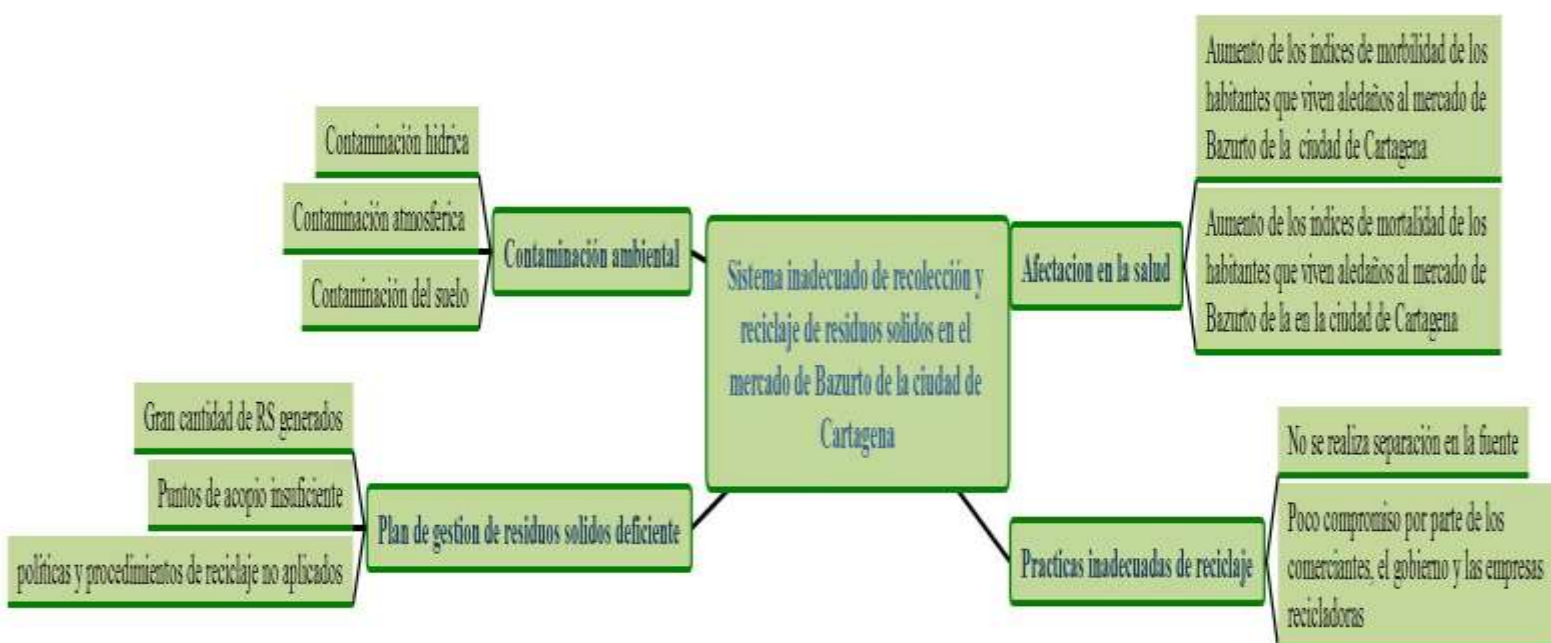 Contaminación hidrica
Contaminación atmosferica
Contaminación del suelo
Contaminación ambiental
Gran cantidad de RS generados
Puntos de acopio insuficiente
politicas y procedimientos de reciclaje no aplicados
Plan de gestion de residuos solidos deficiente
Sistema inadecuado de recolección y
reciclaje de residuos solidos en el
mercado de Bazurto de la ciudad de
Cartagena
Afectacion en la salud
Aumento de los indices de morbilidad de los
habitantes que viven aledaños al mercado de
Bazurto de la ciudad de Cartagena
Aumento de los indices de mortalidad de los
habitantes que viven aledaños al mercado de
Bazurto de la en la ciudad de Cartagena
Practicas inadecuadas de reciclaje
No se realiza separación en la fuente
Poco compromiso por parte de los
comerciantes, el gobierno y las empresas
recicladoras